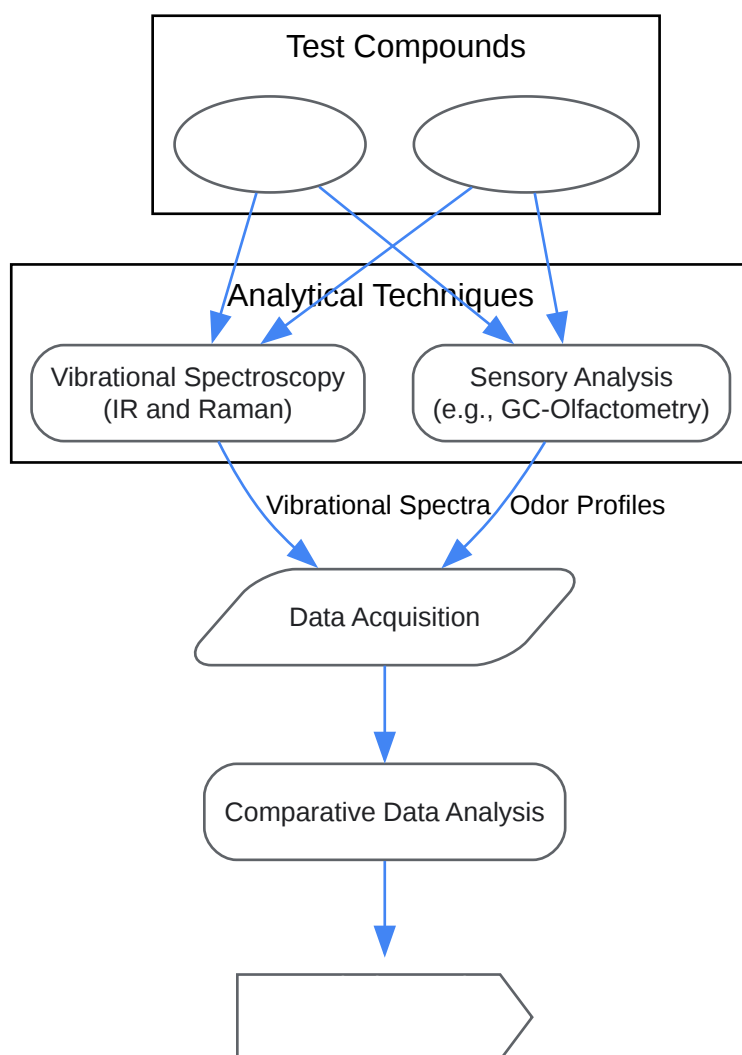 Test Compounds
Analytical Techniques
Vibrational Spectroscopy
(IR and Raman)
Sensory Analysis
(e.g., GC-Olfactometry)
Vibrational Spectra
Odor Profiles
Data Acquisition
Comparative Data Analysis